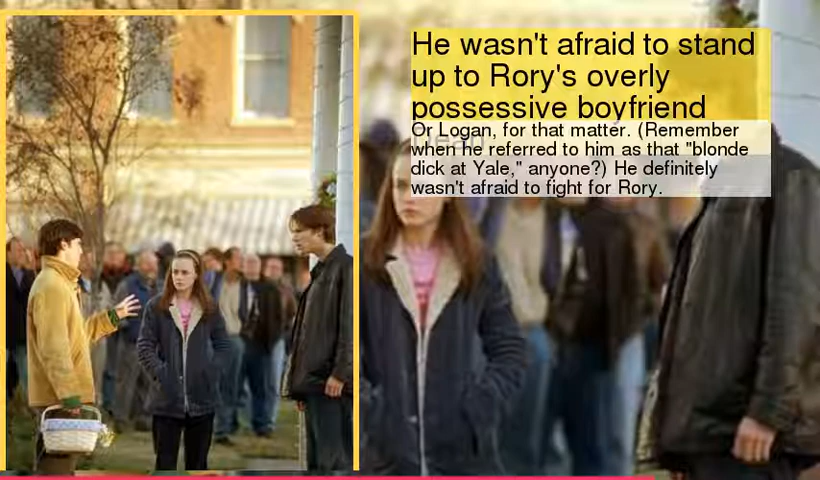 He wasn't afraid to stand
up to Rory's overly
possessive boyfriend
Or Logan, for that matter. (Remember
when he referred to him as that "blonde
dick at Yale," anyone?) He definitely
wasn't afraid to fight for Rory.